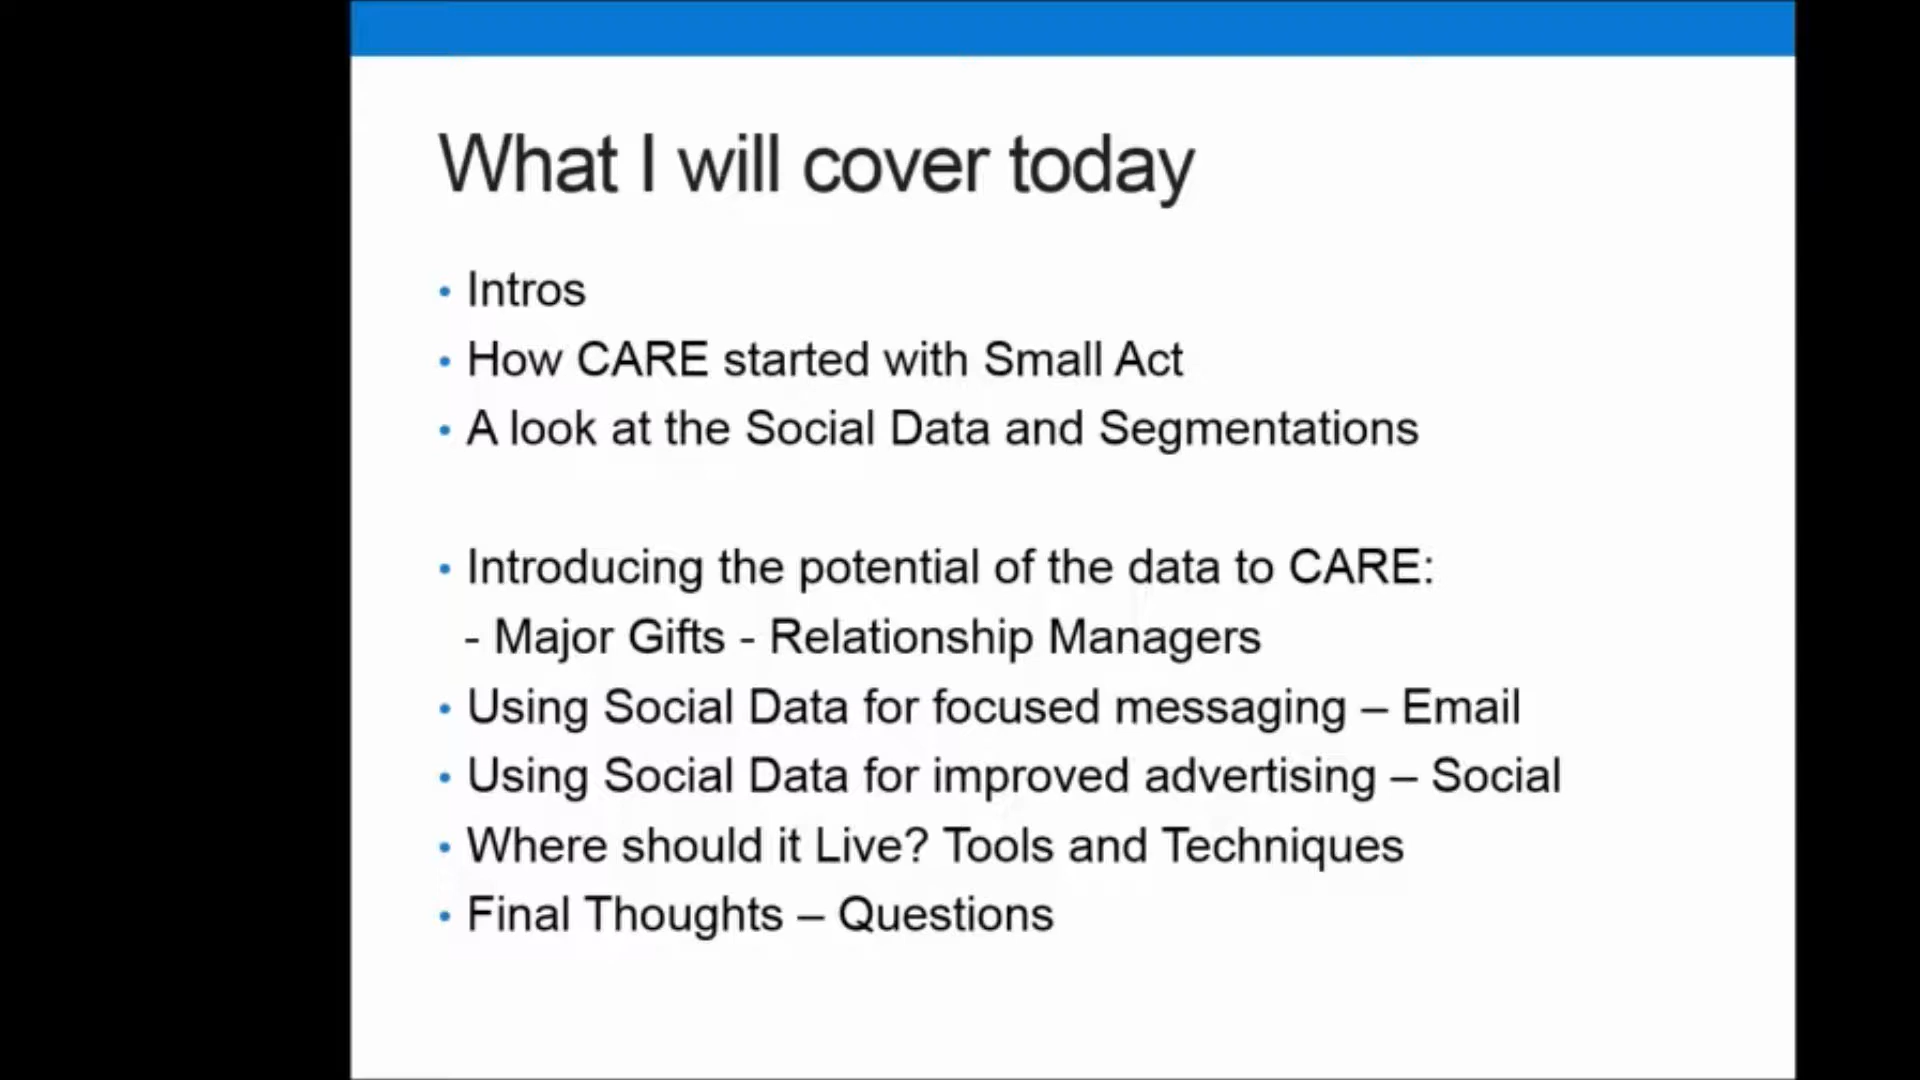 What I will cover today
• Intros
• How CARE started with Small Act
• A look at the Social Data and Segmentations
• Introducing the potential of the data to CARE:
- Major Gifts - Relationship Managers
• Using Social Data for focused messaging – Email
• Using Social Data for improved advertising – Social
• Where should it Live? Tools and Techniques
• Final Thoughts – Questions